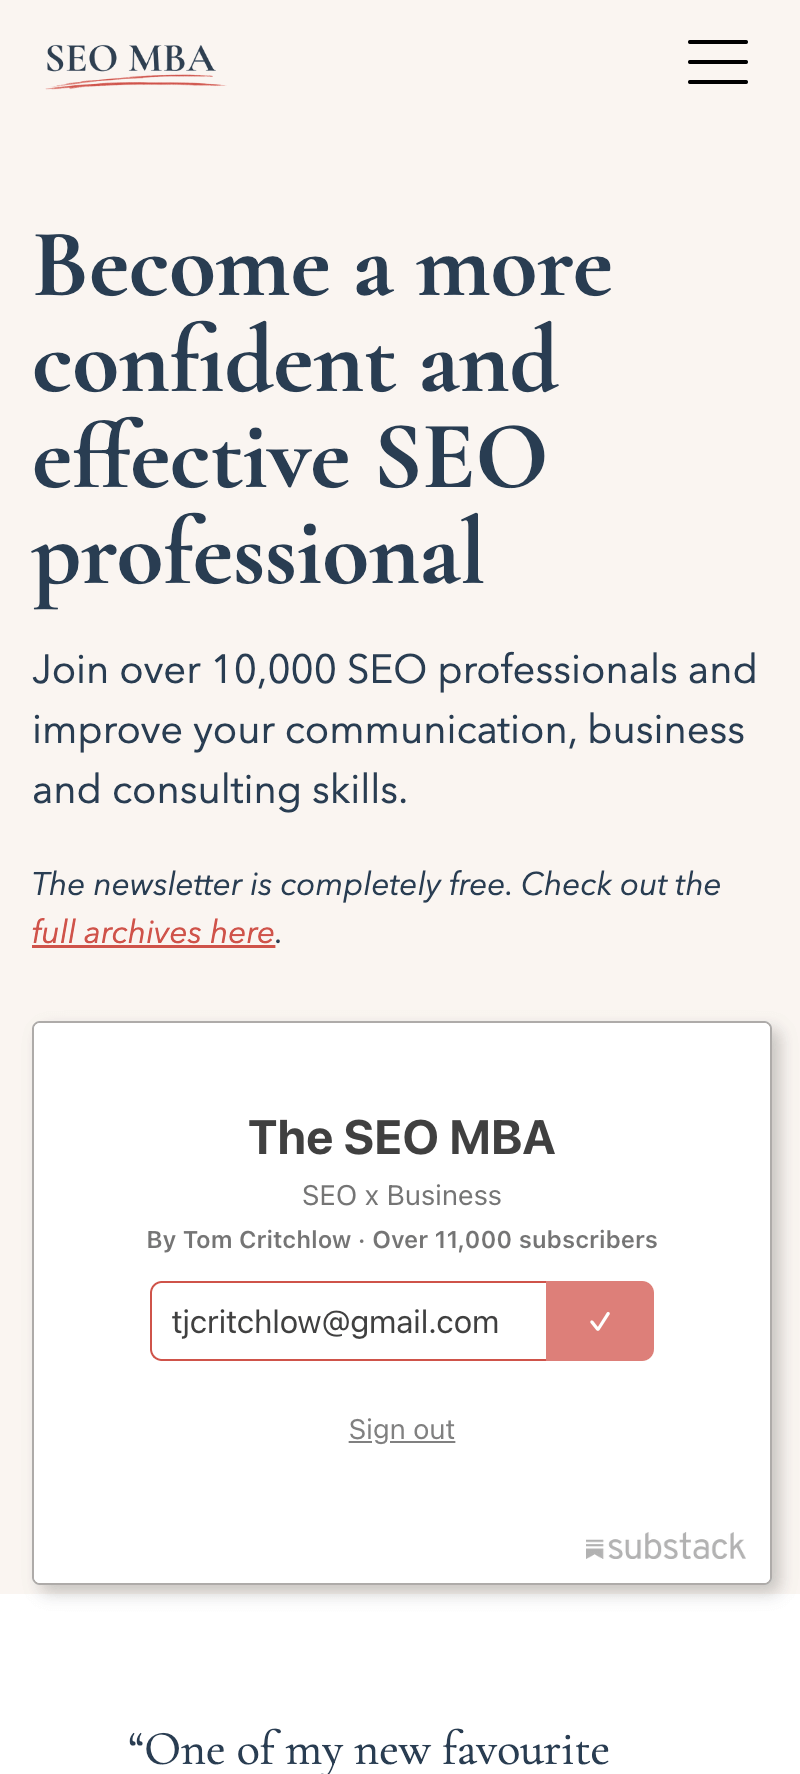 SEO MBA
Become a more
confident and
effective SEO
professional
Join over 10,000 SEO professionals and
improve your communication, business
and consulting skills.
The newsletter is completely free. Check out the
full archives here.
The SEO MBA
SEO x Business
By Tom Critchlow · Over 11,000 subscribers
tjcritchlow@gmail.com
Sign out
substack
“One of my new favourite